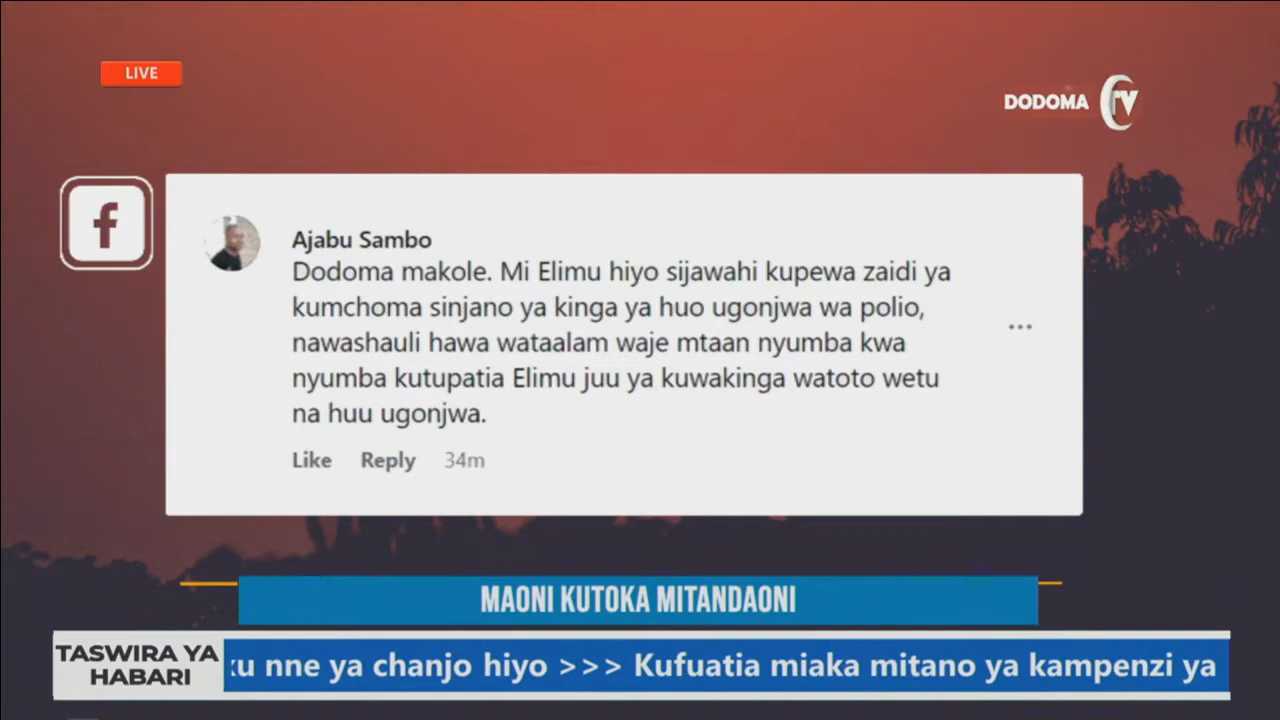 LIVE
DODOMA TV
f
Ajabu Sambo
Dodoma makole. Mi Elimu hiyo sijawahi kupewa zaidi ya
kumchoma sinjano ya kinga ya huo ugonjwa wa polio,
nawashauli hawa wataalam waje mtaan nyumba kwa
nyumba kutupatia Elimu juu ya kuwakinga watoto wetu
na huu ugonjwa.
...
Like Reply 34m
MAONI KUTOKA MITANDAONI
TASWIRA YA
HABARI
ku nne ya chanjo hiyo >>> Kufuatia miaka mitano ya kampenzi ya